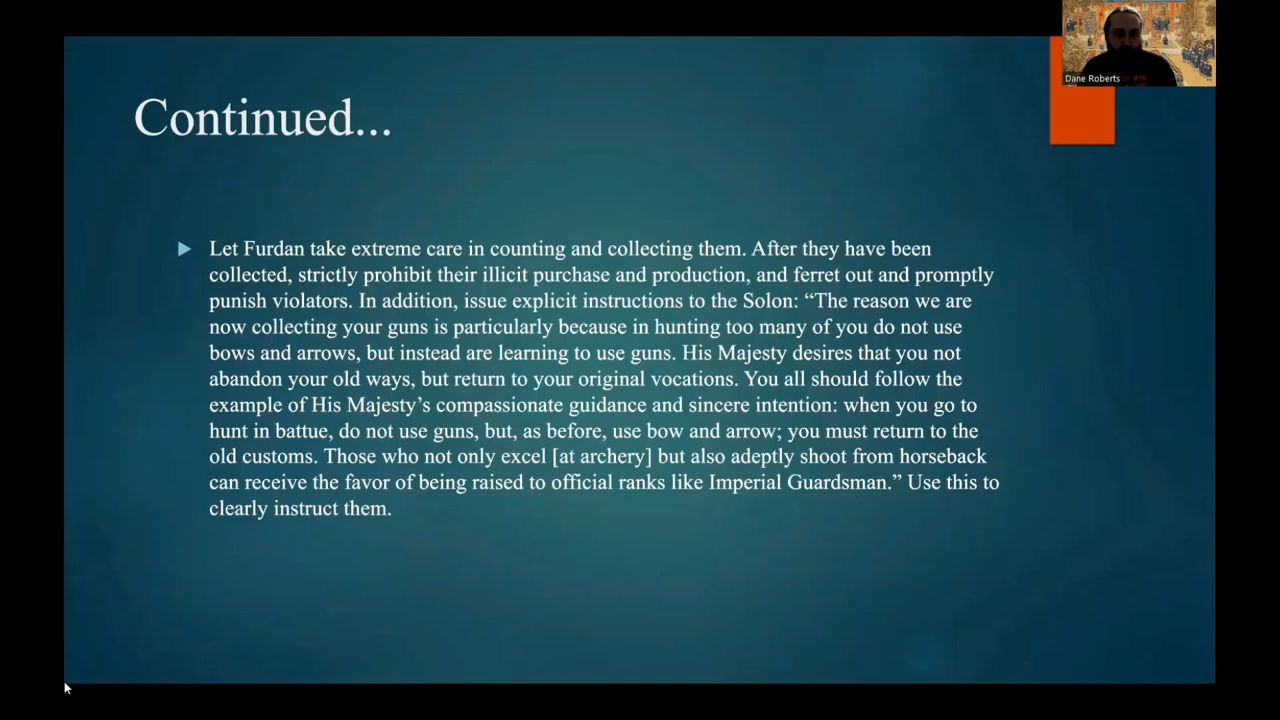 Dane Roberts
Continued...
Let Furdan take extreme care in counting and collecting them. After they have been
collected, strictly prohibit their illicit purchase and production, and ferret out and promptly
punish violators. In addition, issue explicit instructions to the Solon: “The reason we are
now collecting your guns is particularly because in hunting too many of you do not use
bows and arrows, but instead are learning to use guns. His Majesty desires that you not
abandon your old ways, but return to your original vocations. You all should follow the
example of His Majesty’s compassionate guidance and sincere intention: when you go to
hunt in battue, do not use guns, but, as before, use bow and arrow; you must return to the
old customs. Those who not only excel [at archery] but also adeptly shoot from horseback
can receive the favor of being raised to official ranks like Imperial Guardsman.” Use this to
clearly instruct them.